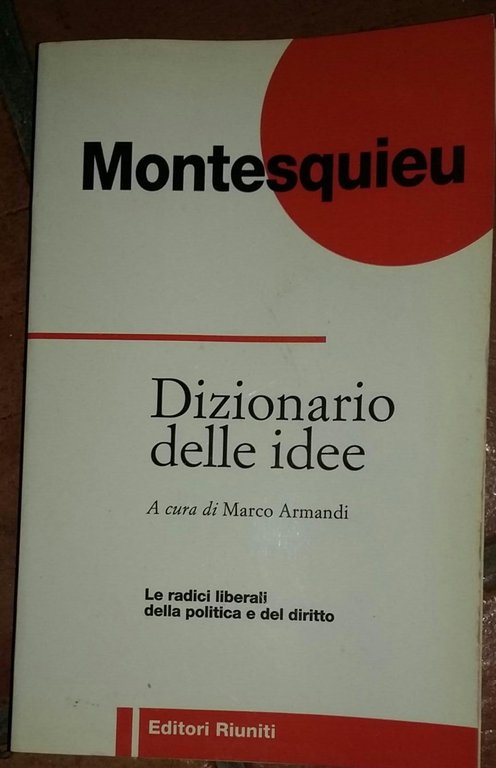 Montesquieu
Dizionario
delle idee
A cura di Marco Armandi
Le radici liberali
della politica e del diritto
Editori Riuniti